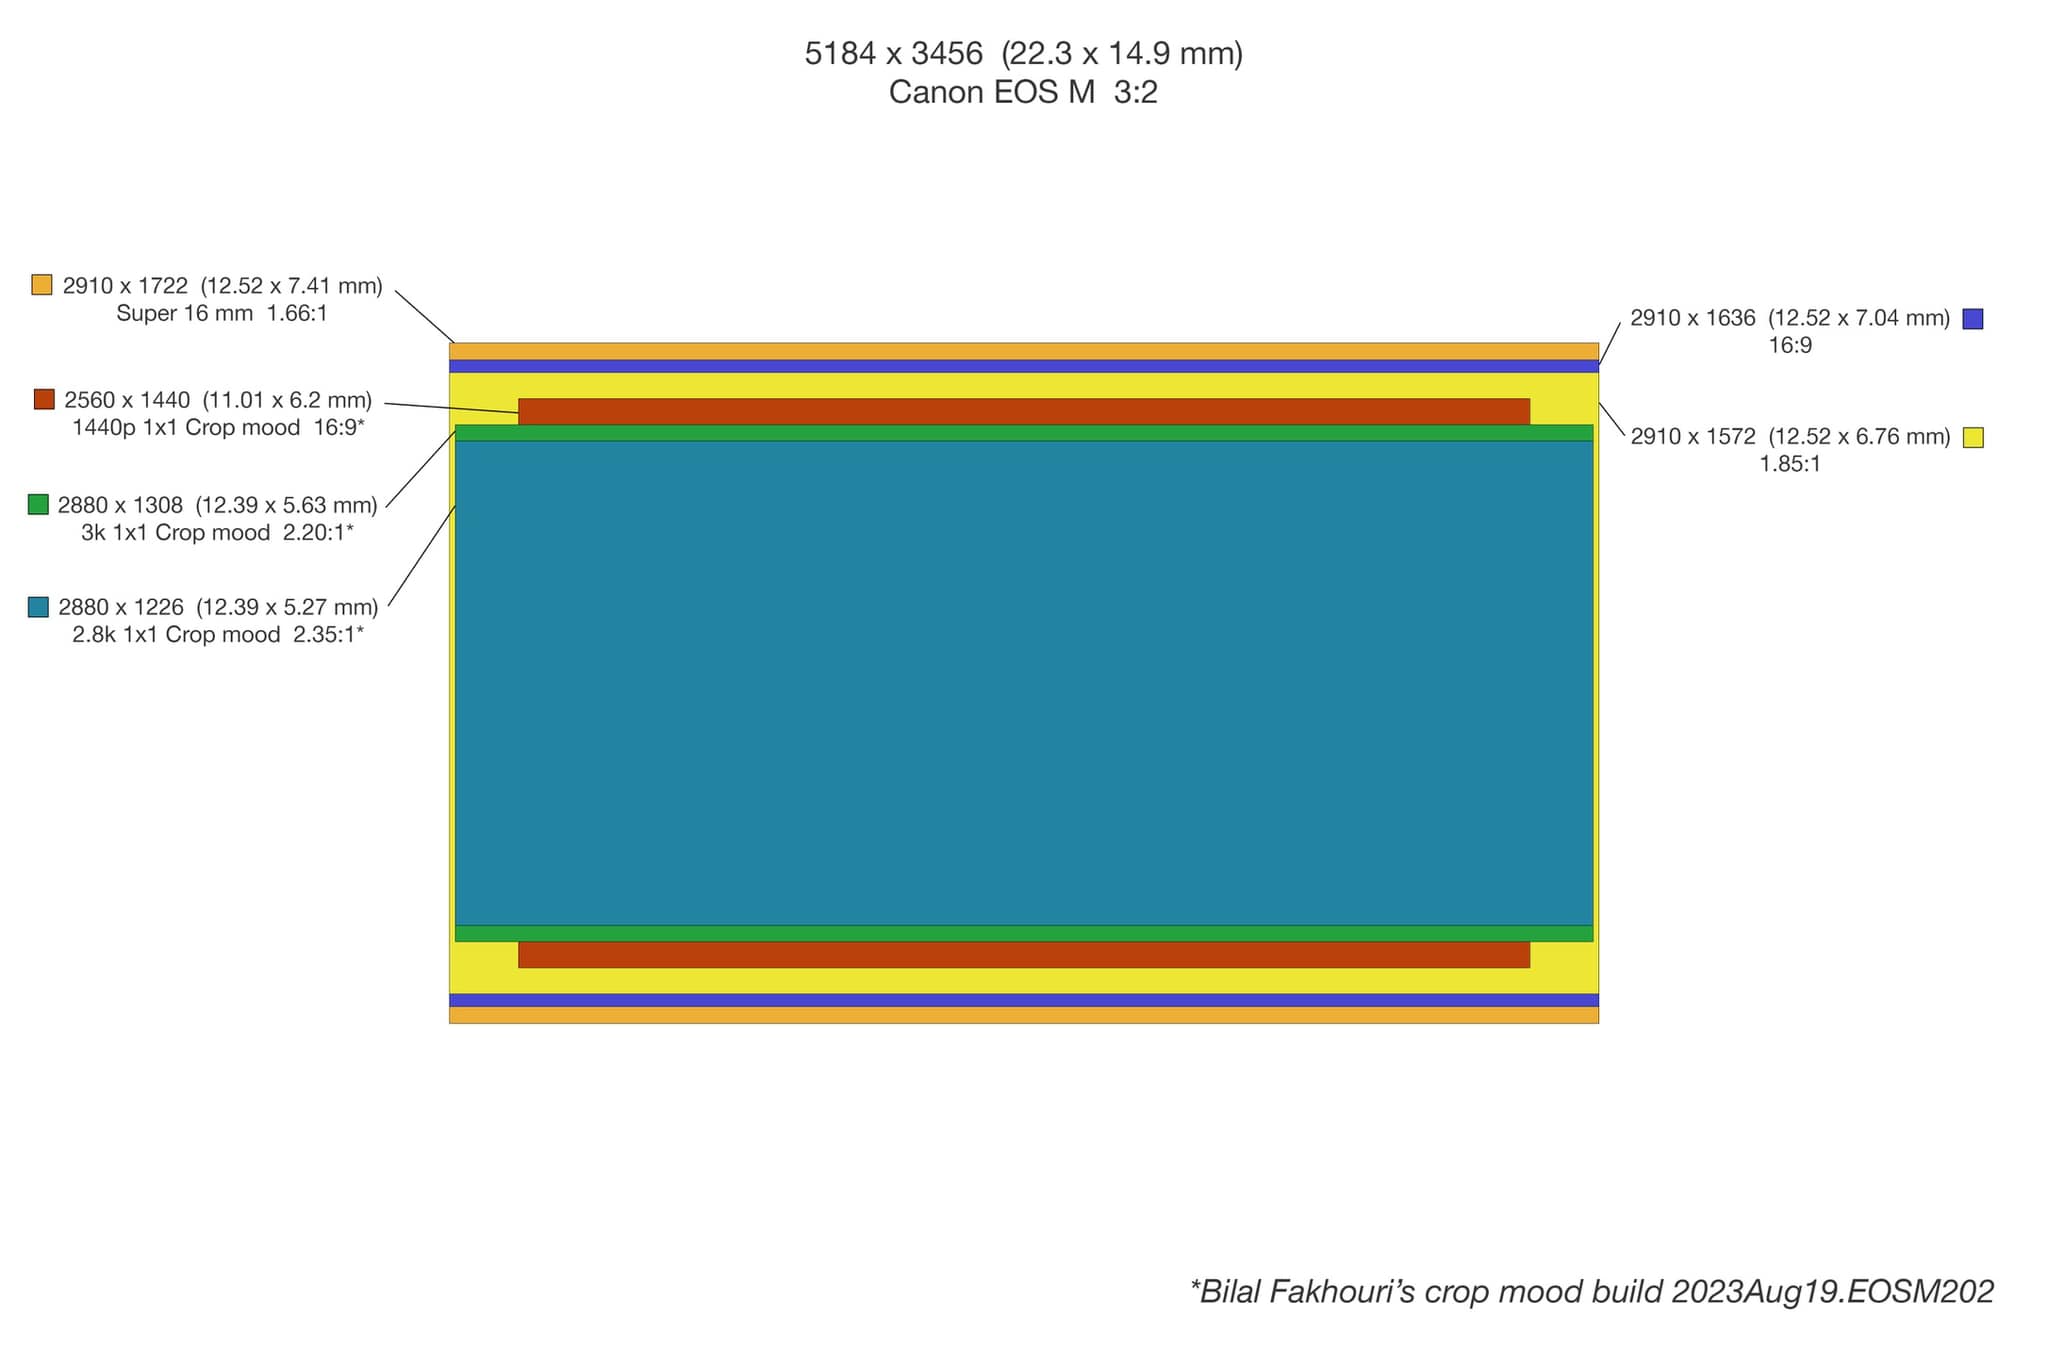 5184 x 3456  (22.3 x 14.9 mm)
Canon EOS M  3:2
2910 x 1722  (12.52 x 7.41 mm)
Super 16 mm  1.66:1
2560 x 1440  (11.01 x 6.2 mm)
1440p 1x1 Crop mood  16:9*
2880 x 1308  (12.39 x 5.63 mm)
3k 1x1 Crop mood  2.20:1*
2880 x 1226  (12.39 x 5.27 mm)
2.8k 1x1 Crop mood  2.35:1*
2910 x 1636  (12.52 x 7.04 mm)
16:9
2910 x 1572  (12.52 x 6.76 mm)
1.85:1
*Bilal Fakhouri’s crop mood build 2023Aug19.EOSM202